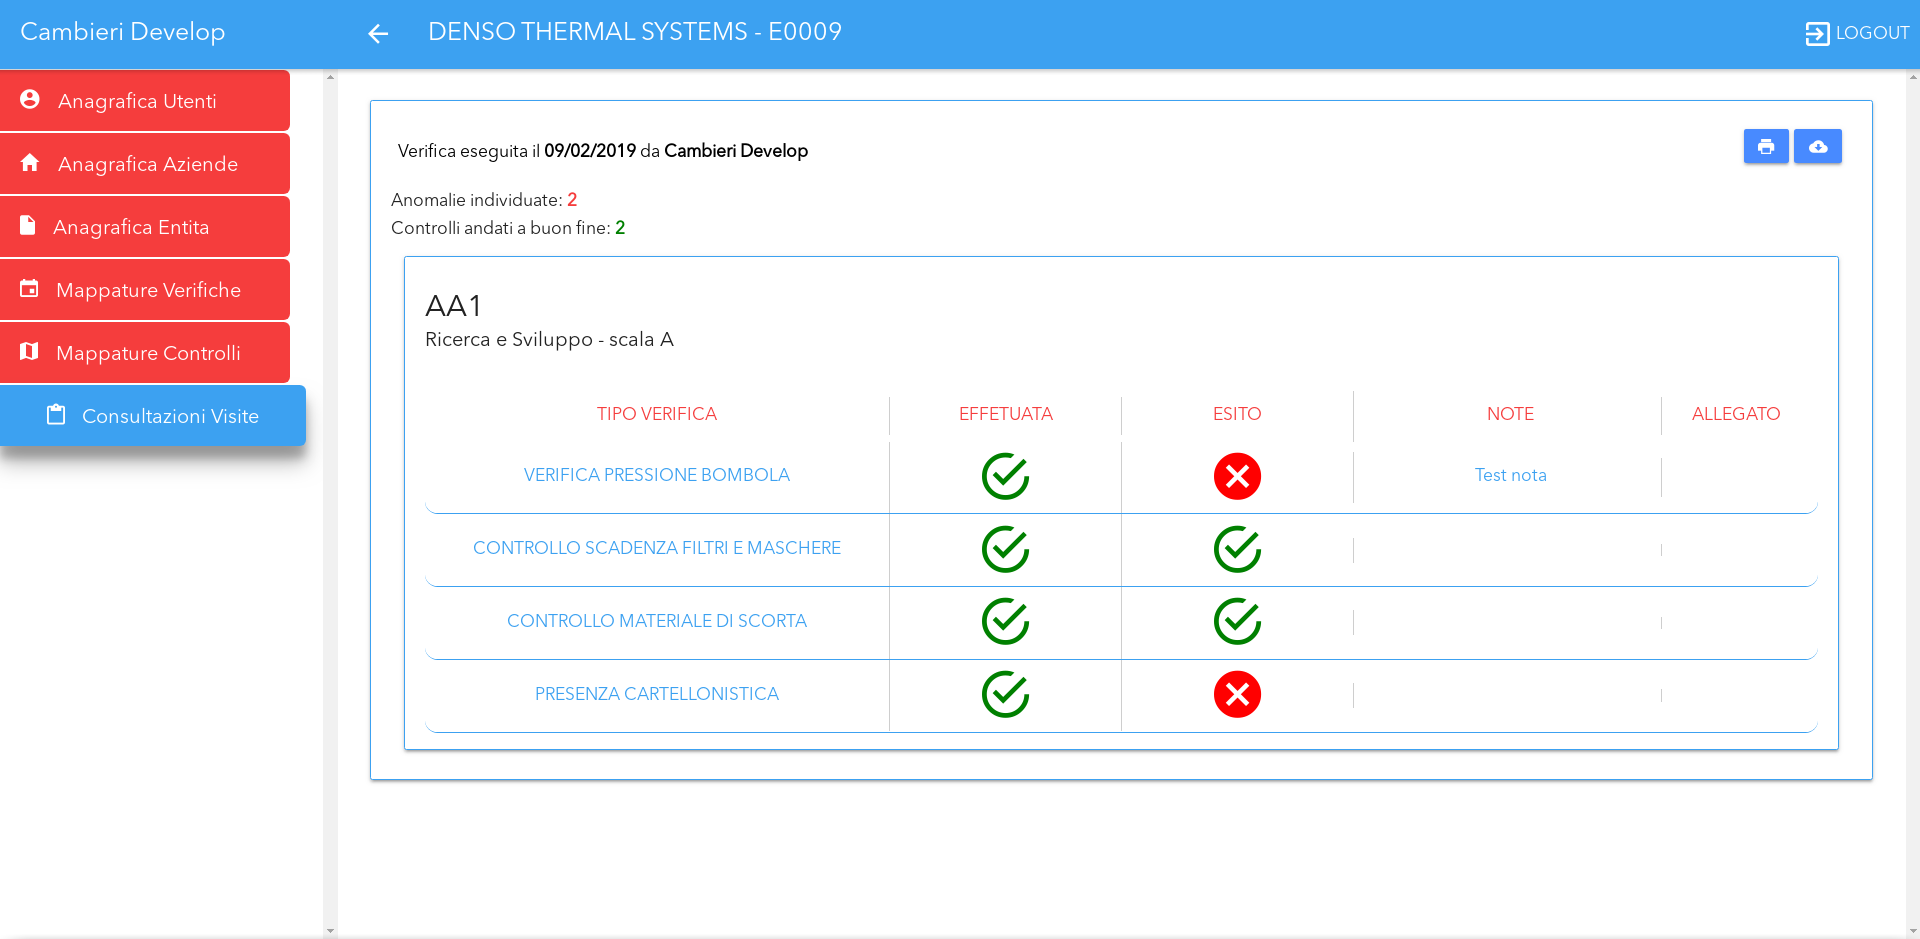 Cambieri Develop
DENSO THERMAL SYSTEMS - E0009
LOGOUT
Anagrafica Utenti
Anagrafica Aziende
Anagrafica Entita
Mappature Verifiche
Mappature Controlli
Consultazioni Visite
Verifica eseguita il 09/02/2019 da Cambieri Develop
Anomalie individuate: 2
Controlli andati a buon fine: 2
AA1
Ricerca e Sviluppo - scala A
TIPO VERIFICA EFFETUATA ESITO NOTE ALLEGATO
VERIFICA PRESSIONE BOMBOLA Test nota
CONTROLLO SCADENZA FILTRI E MASCHERE
CONTROLLO MATERIALE DI SCORTA
PRESENZA CARTELLONISTICA